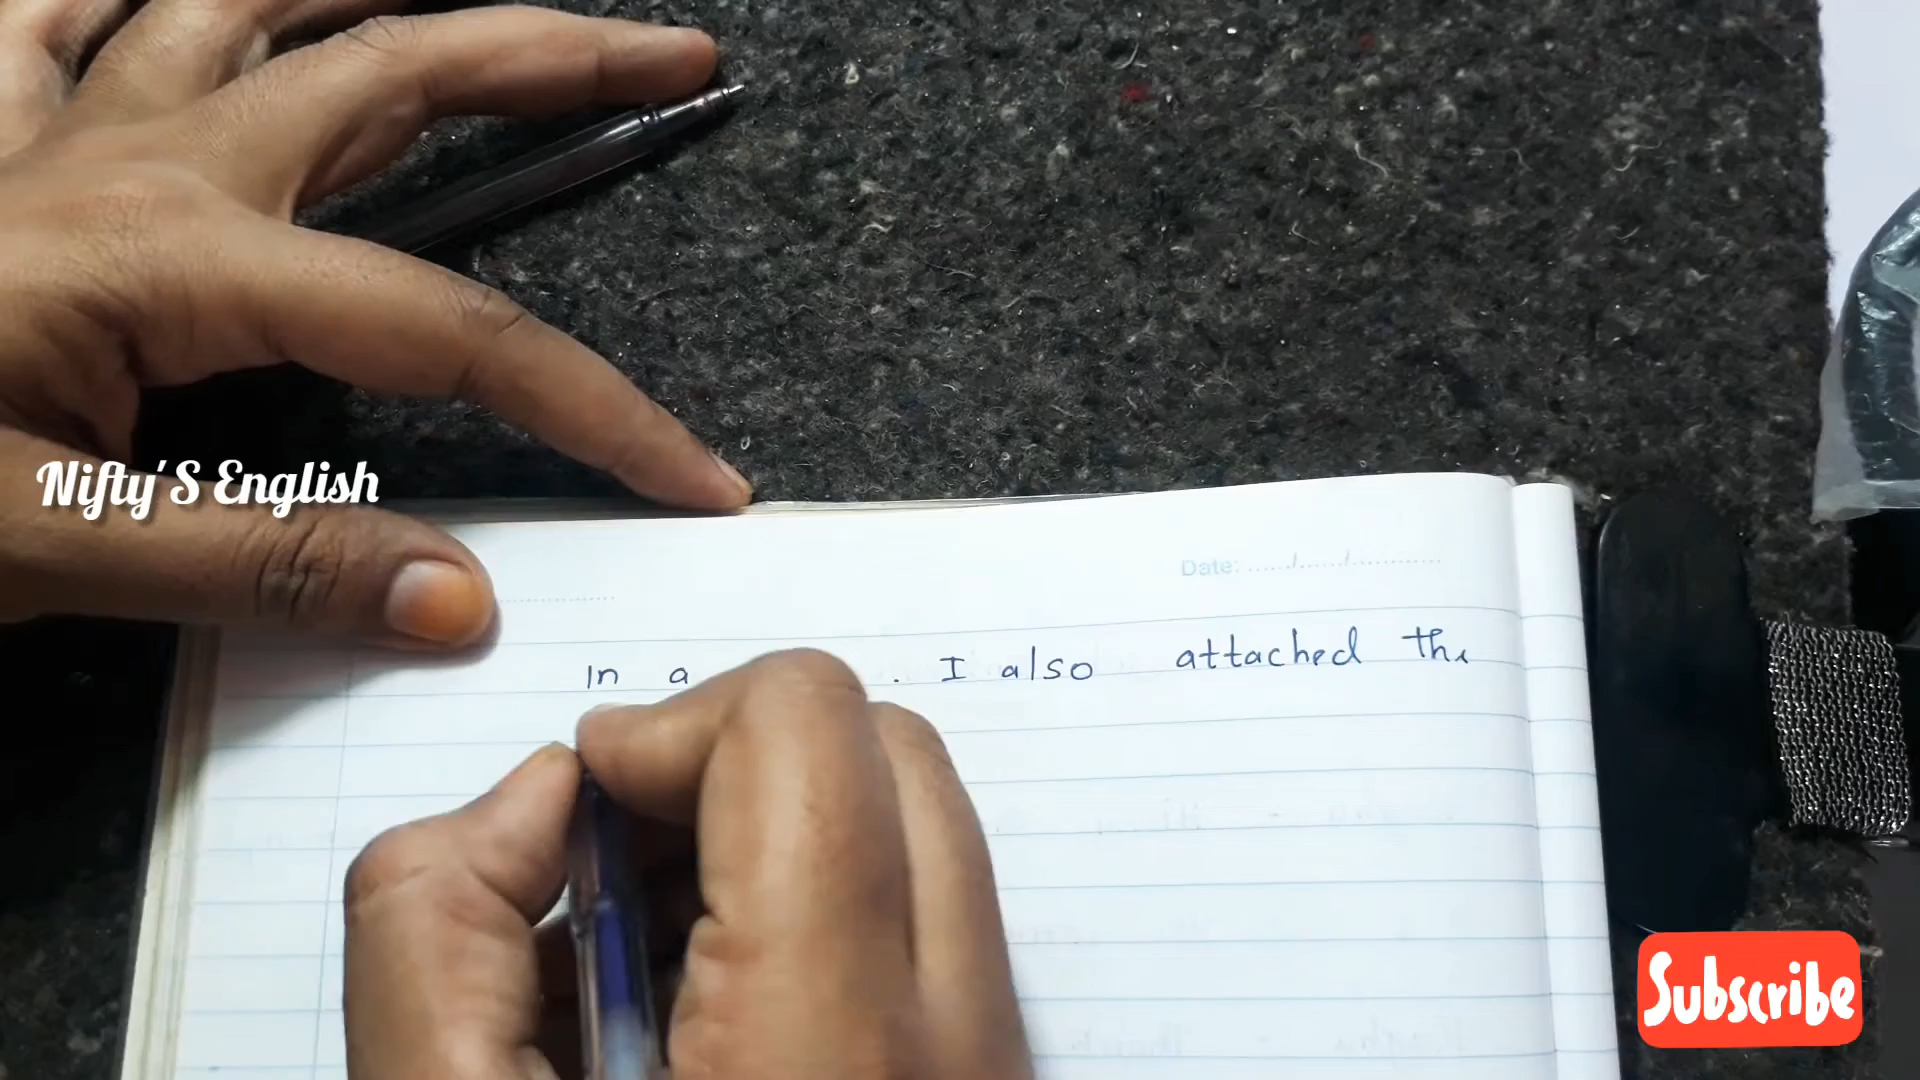 Nifty'S English
Date:
In a . I also attached the
Subscribe